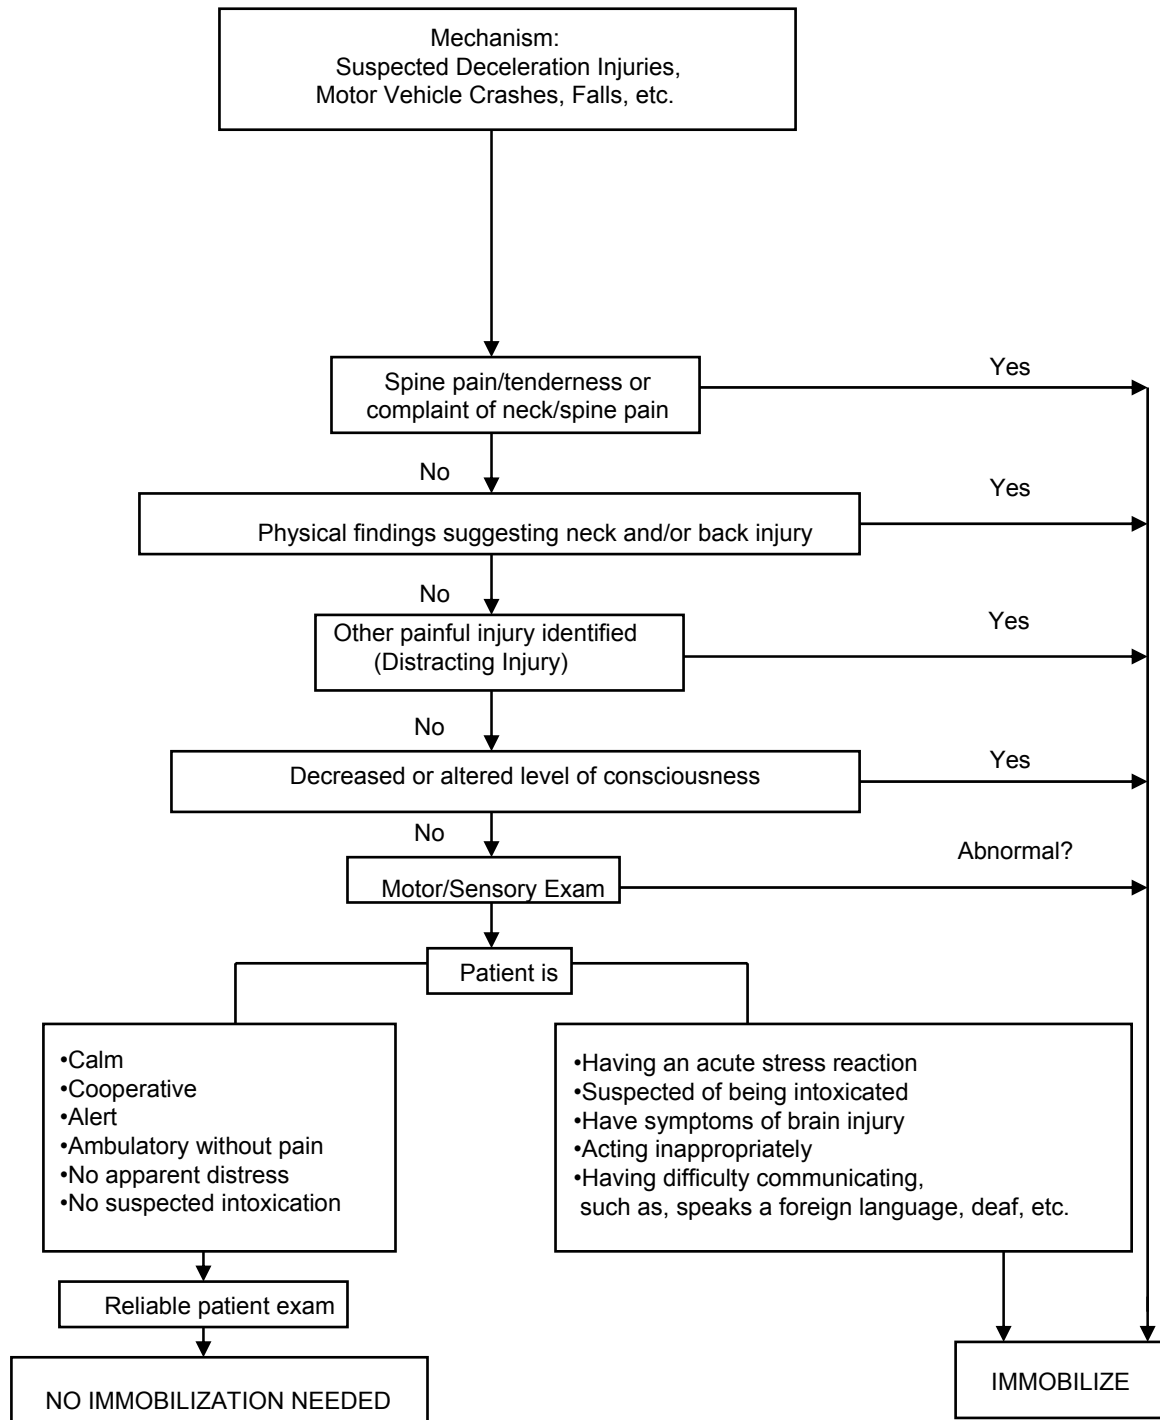 Mechanism:
Suspected Deceleration Injuries,
Motor Vehicle Crashes, Falls, etc.
Yes
Spine pain/tenderness or
complaint of neck/spine pain
No
Yes
Physical findings suggesting neck and/or back injury
No
Yes
Other painful injury identified
(Distracting Injury)
No
Yes
Decreased or altered level of consciousness
No
Abnormal?
Motor/Sensory Exam
Patient is
•Calm
•Cooperative
•Alert
•Ambulatory without pain
•No apparent distress
•No suspected intoxication
•Having an acute stress reaction
•Suspected of being intoxicated
•Have symptoms of brain injury
•Acting inappropriately
•Having difficulty communicating,
such as, speaks a foreign language, deaf, etc.
Reliable patient exam
NO IMMOBILIZATION NEEDED
IMMOBILIZE